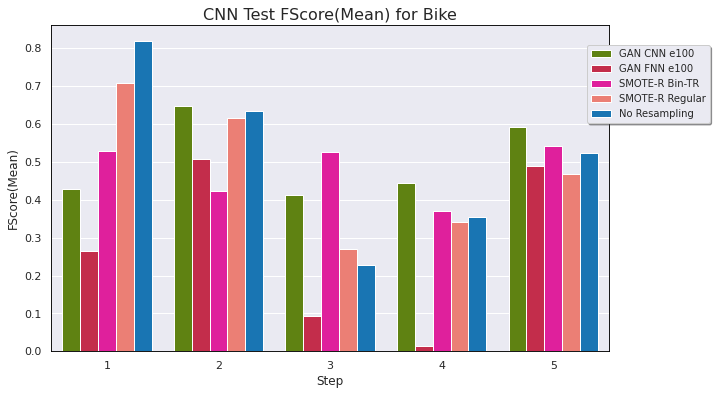 CNN Test FScore(Mean) for Bike
FScore(Mean)
0.8
0.7
0.6
0.5
0.4
0.3
0.2
0.1
0.0
1 2 3 4 5
Step
GAN CNN e100
GAN FNN e100
SMOTE-R Bin-TR
SMOTE-R Regular
No Resampling